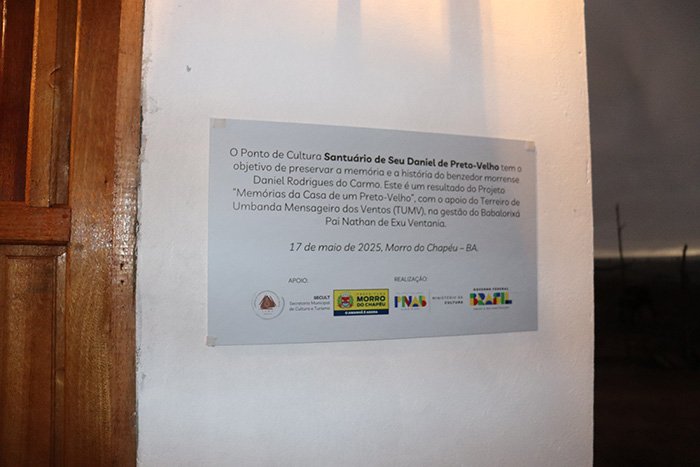 O Ponto de Cultura Santuário de Seu Daniel de Preto-Velho tem o
objetivo de preservar a memória e a história do benzedor morrense
Daniel Rodrigues do Carmo. Este é um resultado do Projeto
"Memórias da Casa de um Preto-Velho", com o apoio do Terreiro de
Umbanda Mensageiro dos Ventos (TUMV), na gestão do Babalorixá
Pai Nathan de Exu Ventania.
17 de maio de 2025, Morro do Chapéu – BA.
APOIO:
REALIZAÇÃO:
SECULT
Secretaria Municipal
de Cultura e Turismo
PREFEITURA
MORRO
DO CHAPÉU
O AMANHÃ É AGORA
PNAB
MINISTÉRIO DA
CULTURA
GOVERNO FEDERAL
BRASIL